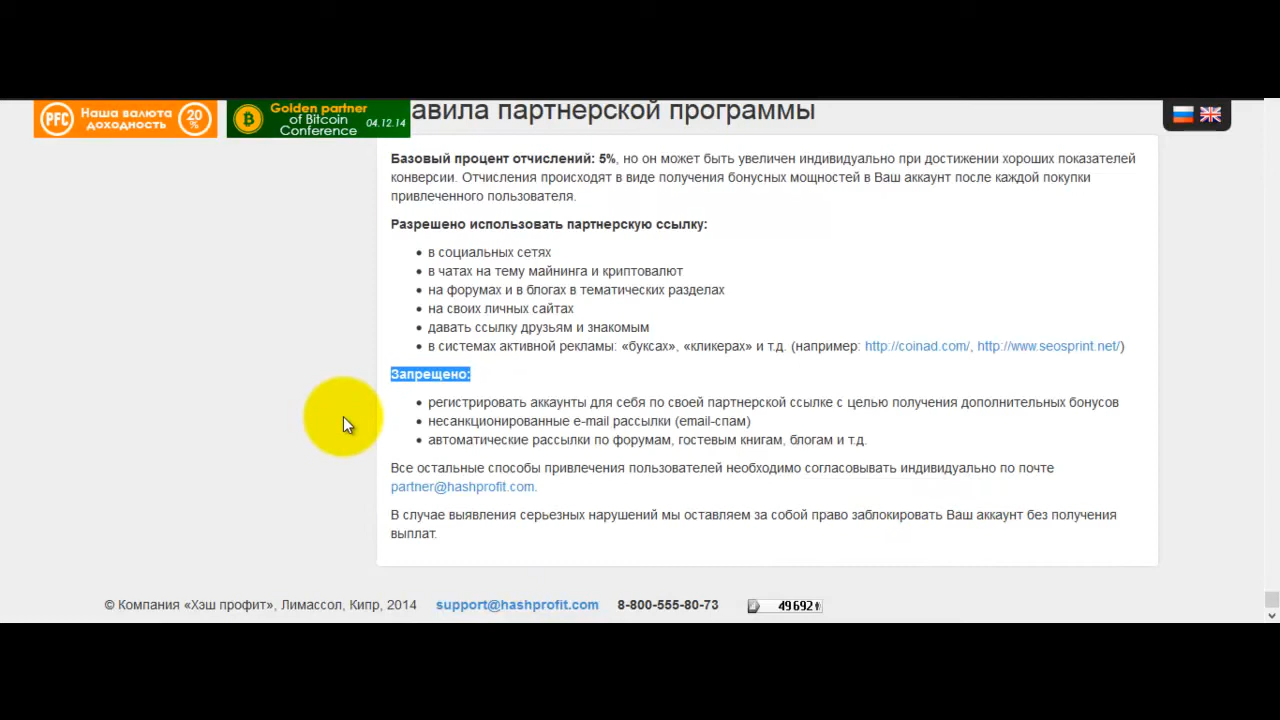 PFC Наша валюта доходность 20 %
Golden partner of Bitcoin Conference 04.12.14
авила партнерской программы
Базовый процент отчислений: 5%, но он может быть увеличен индивидуально при достижении хороших показателей
конверсии. Отчисления происходят в виде получения бонусных мощностей в Ваш аккаунт после каждой покупки
привлеченного пользователя.
Разрешено использовать партнерскую ссылку:
• в социальных сетях
• в чатах на тему майнинга и криптовалют
• на форумах и в блогах в тематических разделах
• на своих личных сайтах
• давать ссылку друзьям и знакомым
• в системах активной рекламы: «буксах», «кликерах» и т.д. (например: http://coinad.com/, http://www.seosprint.net/)
Запрещено:
• регистрировать аккаунты для себя по своей партнерской ссылке с целью получения дополнительных бонусов
• несанкционированные e-mail рассылки (email-спам)
• автоматические рассылки по форумам, гостевым книгам, блогам и т.д.
Все остальные способы привлечения пользователей необходимо согласовывать индивидуально по почте
partner@hashprofit.com.
В случае выявления серьезных нарушений мы оставляем за собой право заблокировать Ваш аккаунт без получения
выплат.
© Компания «Хэш профит», Лимассол, Кипр, 2014 support@hashprofit.com 8-800-555-80-73 49692